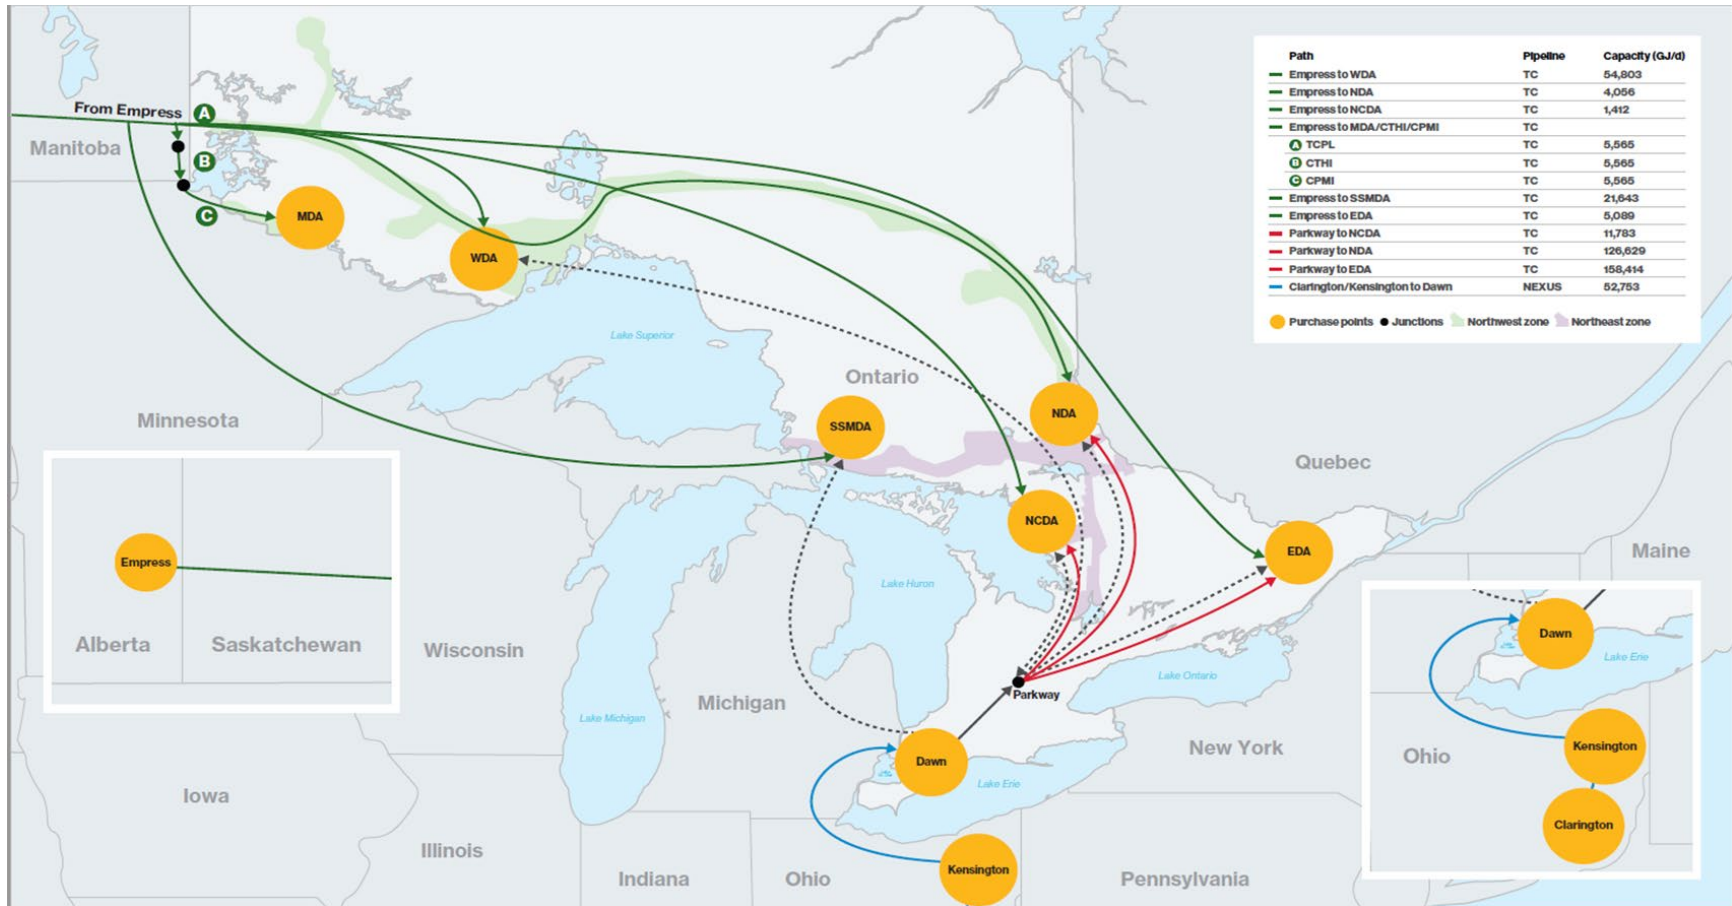 Path Pipeline Capacity (GJ/d)
Empress to WDA TC 54,803
Empress to NDA TC 4,056
Empress to NCDA TC 1,412
Empress to MDA/CTHI/CPMI TC
A TCPL TC 5,565
B CTHI TC 5,565
C CPMI TC 5,565
Empress to SSMDA TC 21,643
Empress to EDA TC 5,089
Parkway to NCDA TC 11,783
Parkway to NDA TC 126,629
Parkway to EDA TC 158,414
Clarington/Kensington to Dawn NEXUS 52,753
Purchase points Junctions Northwest zone Northeast zone
From Empress
A
Manitoba
B
C
MDA
WDA
Lake Superior
Ontario
Minnesota
SSMDA
NDA
Quebec
NCDA
EDA
Maine
Empress
Alberta
Saskatchewan
Wisconsin
Lake Huron
Michigan
Lake Michigan
Parkway
Lake Ontario
New York
Dawn
Lake Erie
Iowa
Illinois
Indiana
Ohio
Kensington
Pennsylvania
Dawn
Lake Erie
Kensington
Ohio
Clarington